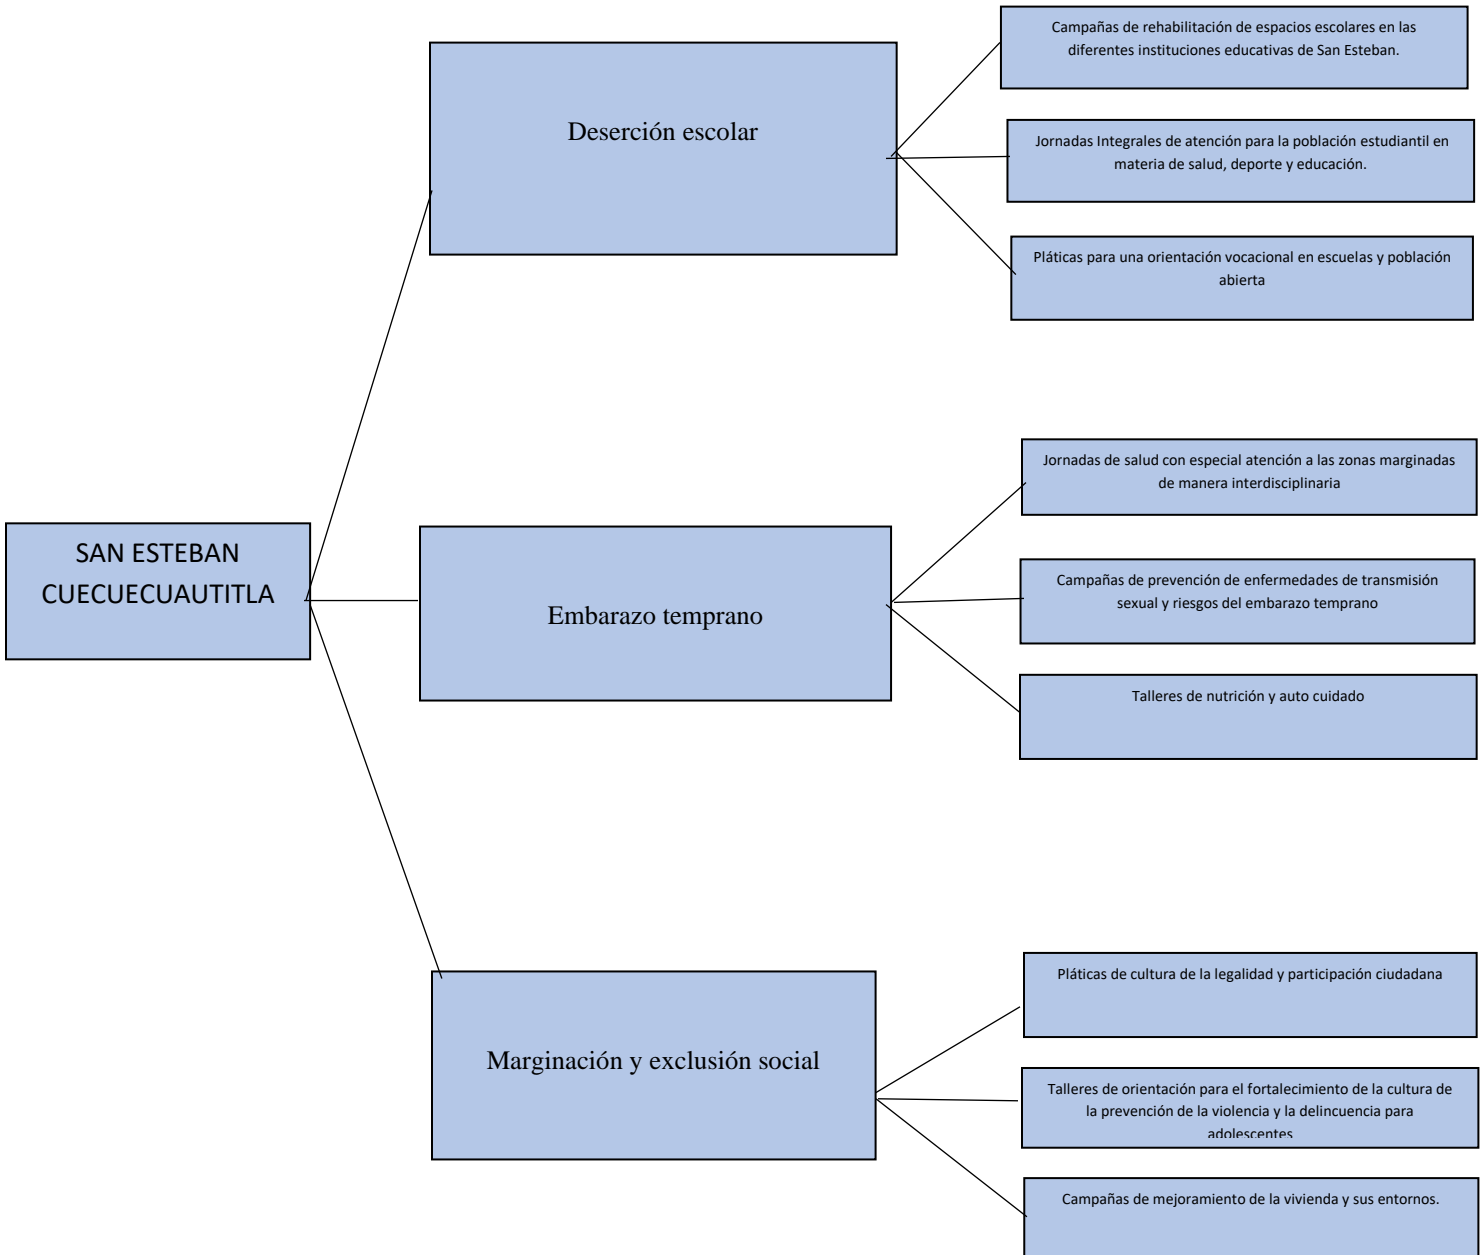 SAN ESTEBAN
CUECUECUAUTITLA
Deserción escolar
Campañas de rehabilitación de espacios escolares en las
diferentes instituciones educativas de San Esteban.
Jornadas Integrales de atención para la población estudiantil en
materia de salud, deporte y educación.
Pláticas para una orientación vocacional en escuelas y población
abierta
Embarazo temprano
Jornadas de salud con especial atención a las zonas marginadas
de manera interdisciplinaria
Campañas de prevención de enfermedades de transmisión
sexual y riesgos del embarazo temprano
Talleres de nutrición y auto cuidado
Marginación y exclusión social
Pláticas de cultura de la legalidad y participación ciudadana
Talleres de orientación para el fortalecimiento de la cultura de
la prevención de la violencia y la delincuencia para
adolescentes
Campañas de mejoramiento de la vivienda y sus entornos.